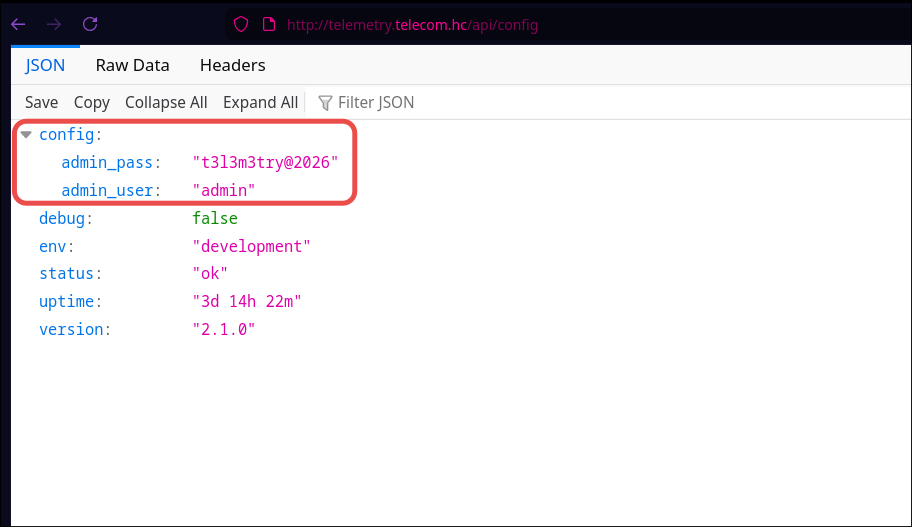 http://telemetry.telecom.hc/api/config
JSON Raw Data Headers
Save Copy Collapse All Expand All Filter JSON
config:
admin_pass: "t3l3m3try@2026"
admin_user: "admin"
debug: false
env: "development"
status: "ok"
uptime: "3d 14h 22m"
version: "2.1.0"